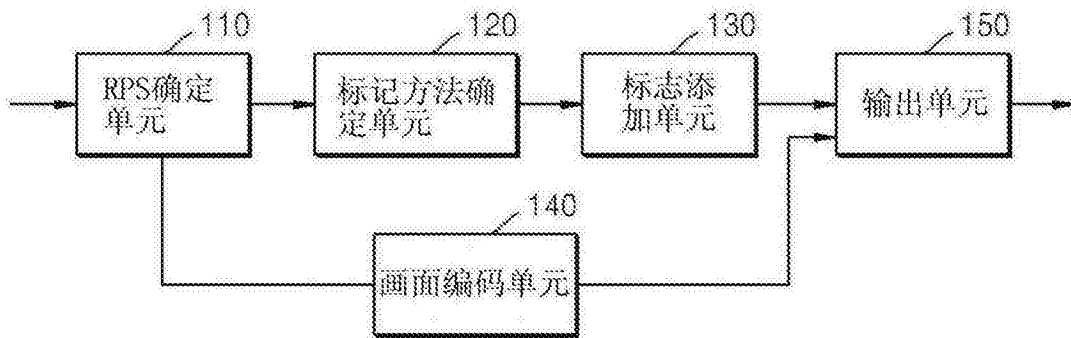 110
120
130
150
RPS确定
单元
标记方法确
定单元
标志添
加单元
输出单元
140
画面编码单元